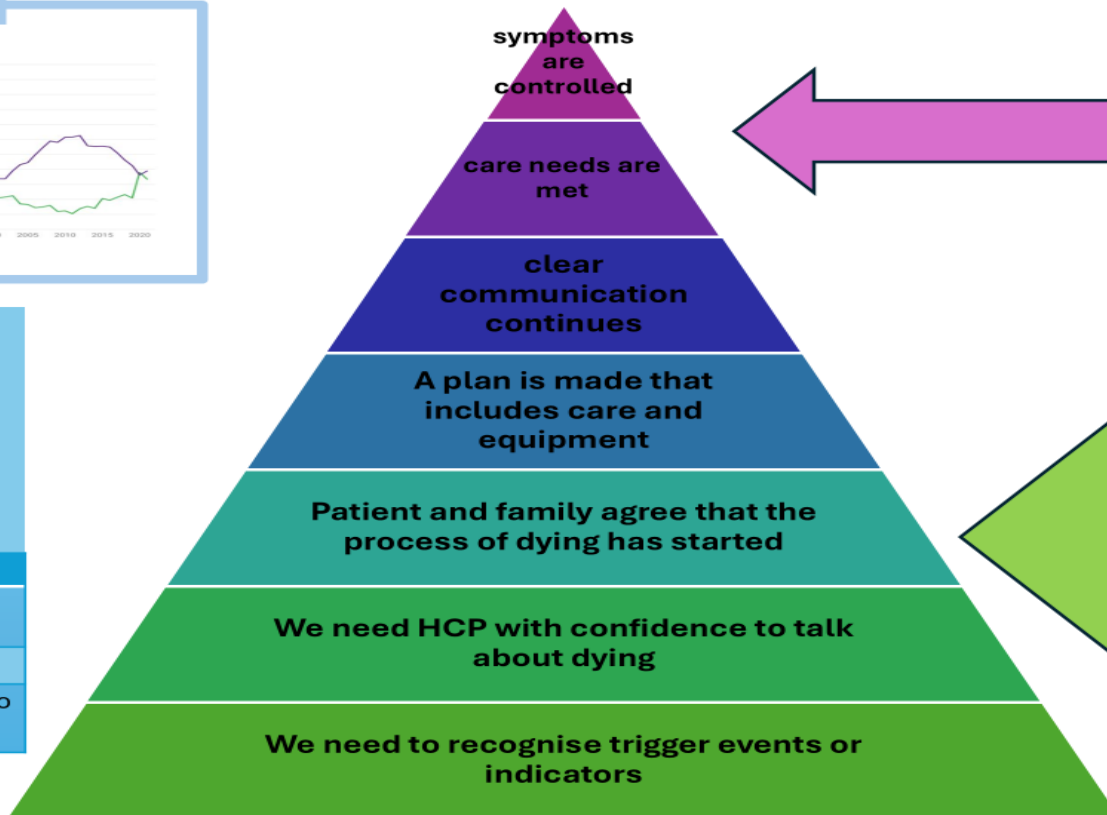 2005 2010 2015 2020
symptoms
are
controlled
care needs are
met
clear
communication
continues
A plan is made that
includes care and
equipment
Patient and family agree that the
process of dying has started
We need HCP with confidence to talk
about dying
We need to recognise trigger events or
indicators